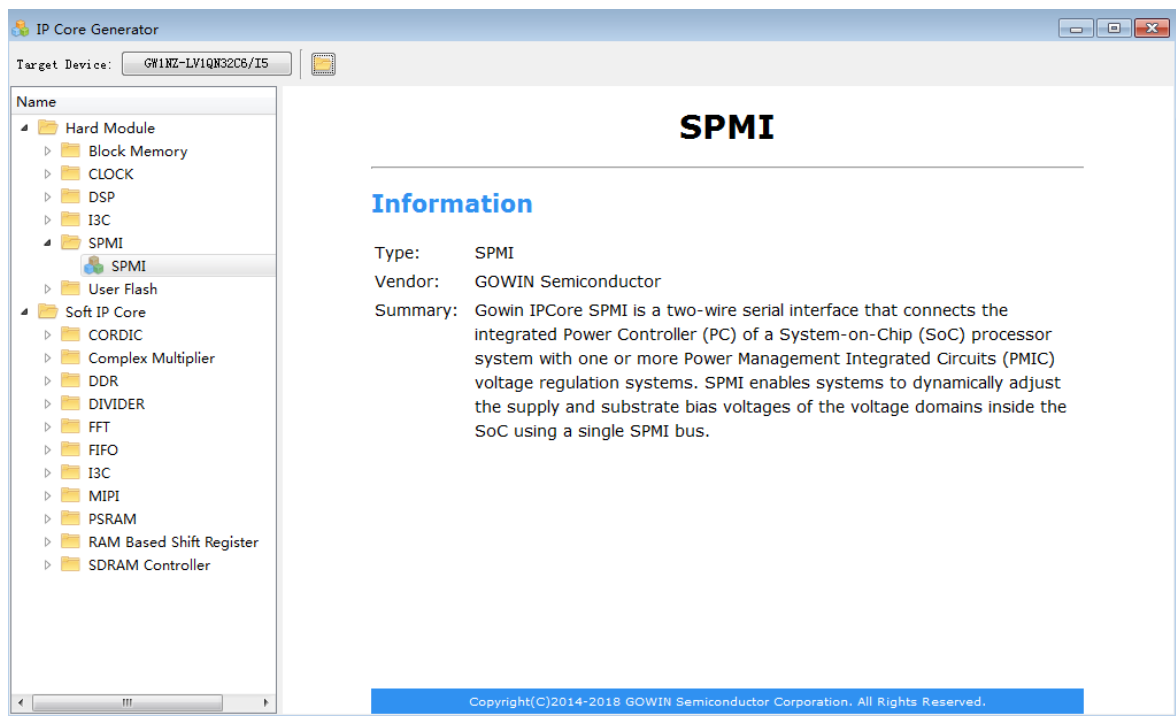 IP Core Generator
Target Device: GW1NZ-LV1QN32C6/I5
Name
Hard Module
Block Memory
CLOCK
DSP
I3C
SPMI
SPMI
User Flash
Soft IP Core
CORDIC
Complex Multiplier
DDR
DIVIDER
FFT
FIFO
I3C
MIPI
PSRAM
RAM Based Shift Register
SDRAM Controller
SPMI
Information
Type: SPMI
Vendor: GOWIN Semiconductor
Summary: Gowin IPCore SPMI is a two-wire serial interface that connects the
integrated Power Controller (PC) of a System-on-Chip (SoC) processor
system with one or more Power Management Integrated Circuits (PMIC)
voltage regulation systems. SPMI enables systems to dynamically adjust
the supply and substrate bias voltages of the voltage domains inside the
SoC using a single SPMI bus.
Copyright(C)2014-2018 GOWIN Semiconductor Corporation. All Rights Reserved.